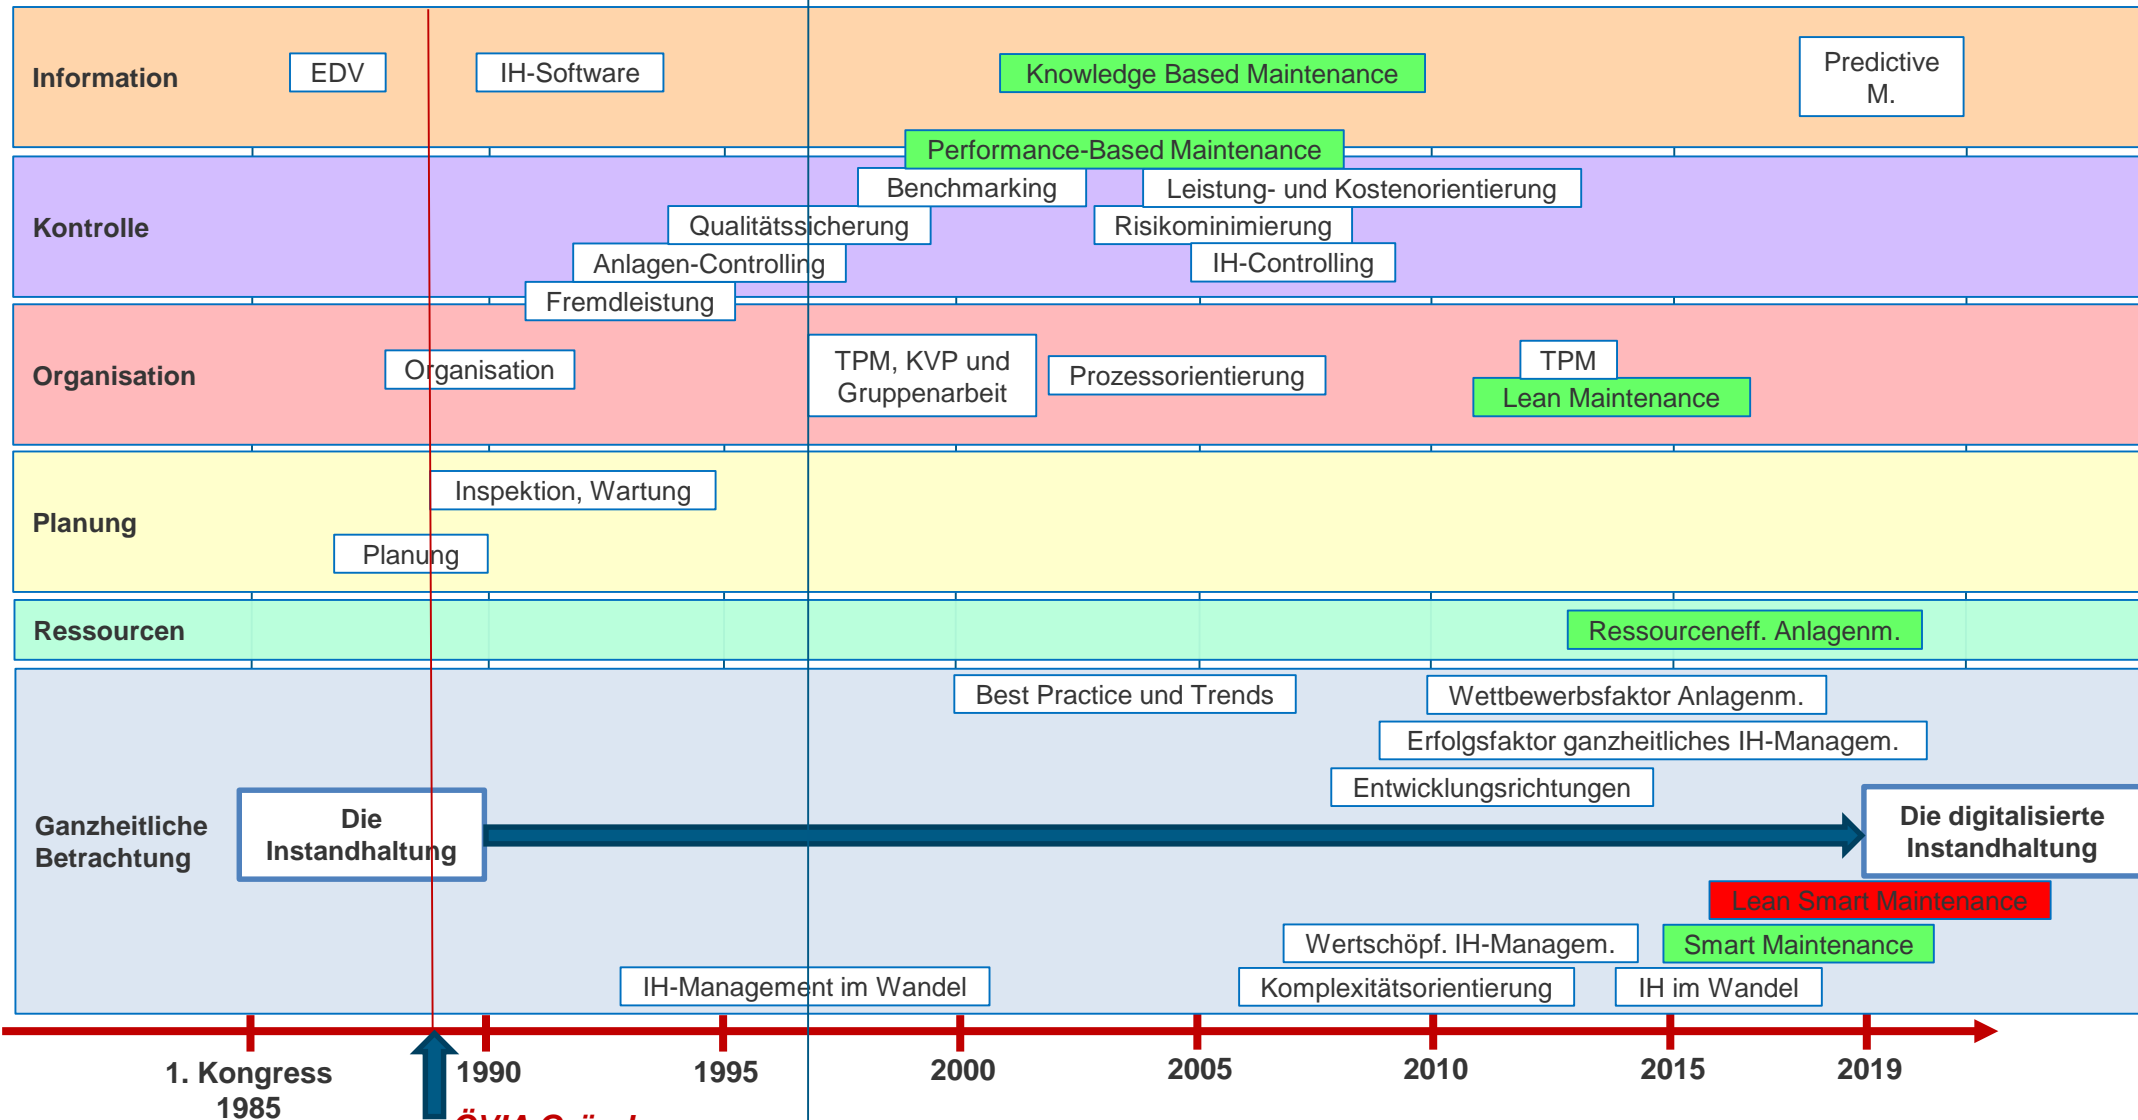 Information
EDV
IH-Software
Knowledge Based Maintenance
Predictive
M.
Performance-Based Maintenance
Kontrolle
Benchmarking
Leistung- und Kostenorientierung
Qualitätssicherung
Risikominimierung
Anlagen-Controlling
IH-Controlling
Fremdleistung
Organisation
Organisation
TPM, KVP und
Gruppenarbeit
Prozessorientierung
TPM
Lean Maintenance
Planung
Inspektion, Wartung
Planung
Ressourcen
Ressourceneff. Anlagenm.
Ganzheitliche
Betrachtung
Best Practice und Trends
Wettbewerbsfaktor Anlagenm.
Erfolgsfaktor ganzheitliches IH-Managem.
Entwicklungsrichtungen
Die
Instandhaltung
Die digitalisierte
Instandhaltung
Lean Smart Maintenance
Wertschöpf. IH-Managem.
Smart Maintenance
IH-Management im Wandel
Komplexitätsorientierung
IH im Wandel
1. Kongress
1985
1990
1995
2000
2005
2010
2015
2019
ÖVIA